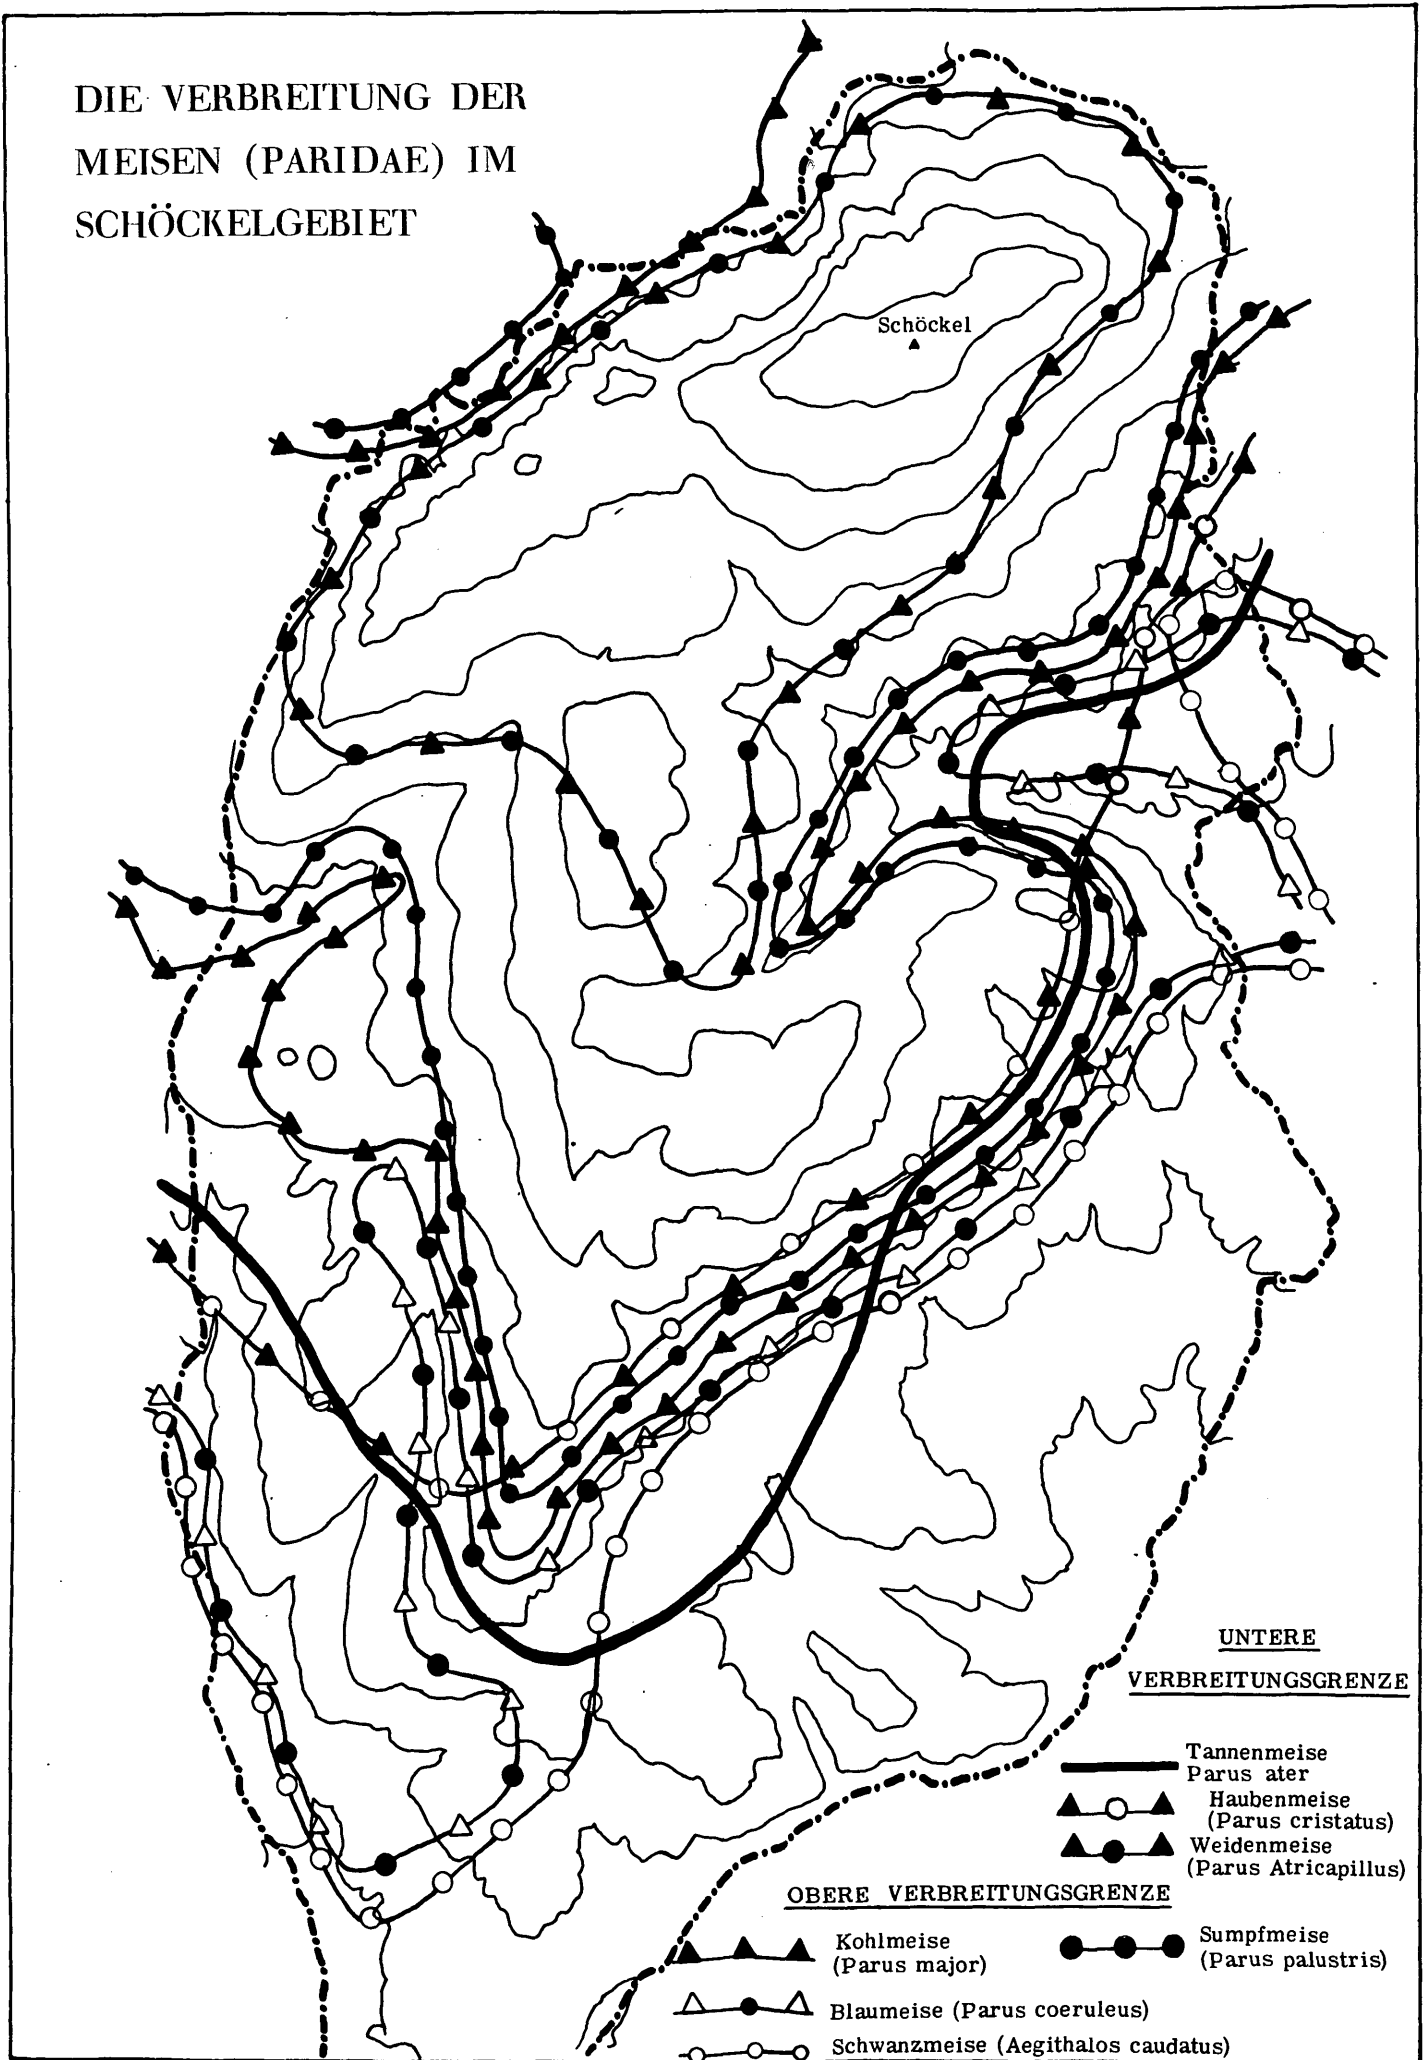 DIE VERBREITUNG DER
MEISEN (PARIDAE) IM
SCHÖCKELGEBIET
Schöckel
UNTERE
VERBREITUNGSGRENZE
Tannenmeise
Parus ater
Haubenmeise
(Parus cristatus)
Weidenmeise
(Parus Atricapillus)
OBERE VERBREITUNGSGRENZE
Kohlmeise
(Parus major)
Sumpfmeise
(Parus palustris)
Blaumeise (Parus coeruleus)
Schwanzmeise (Aegithalos caudatus)